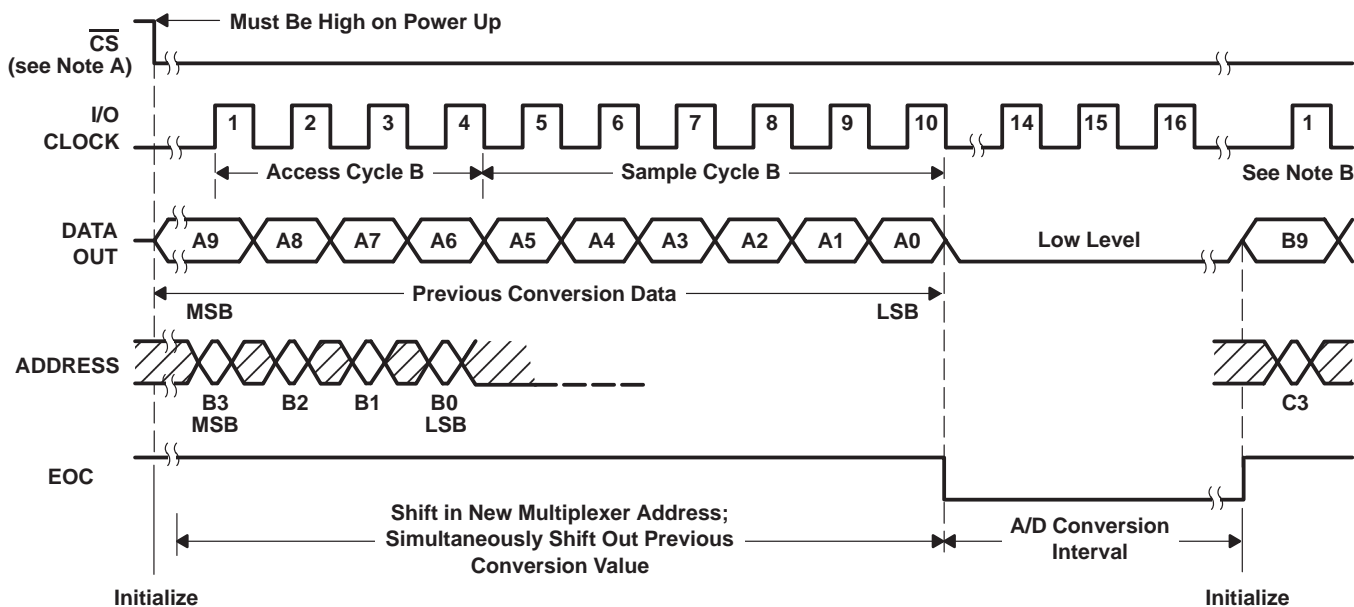 Must Be High on Power Up
CS
(see Note A)
I/O
CLOCK
1 2 3 4 5 6 7 8 9 10 14 15 16 1
Access Cycle B
Sample Cycle B
See Note B
DATA
OUT
A9 A8 A7 A6 A5 A4 A3 A2 A1 A0
Low Level
B9
Previous Conversion Data
MSB
LSB
ADDRESS
B3 B2 B1 B0
MSB LSB
C3
EOC
Shift in New Multiplexer Address;
Simultaneously Shift Out Previous
Conversion Value
A/D Conversion
Interval
Initialize
Initialize